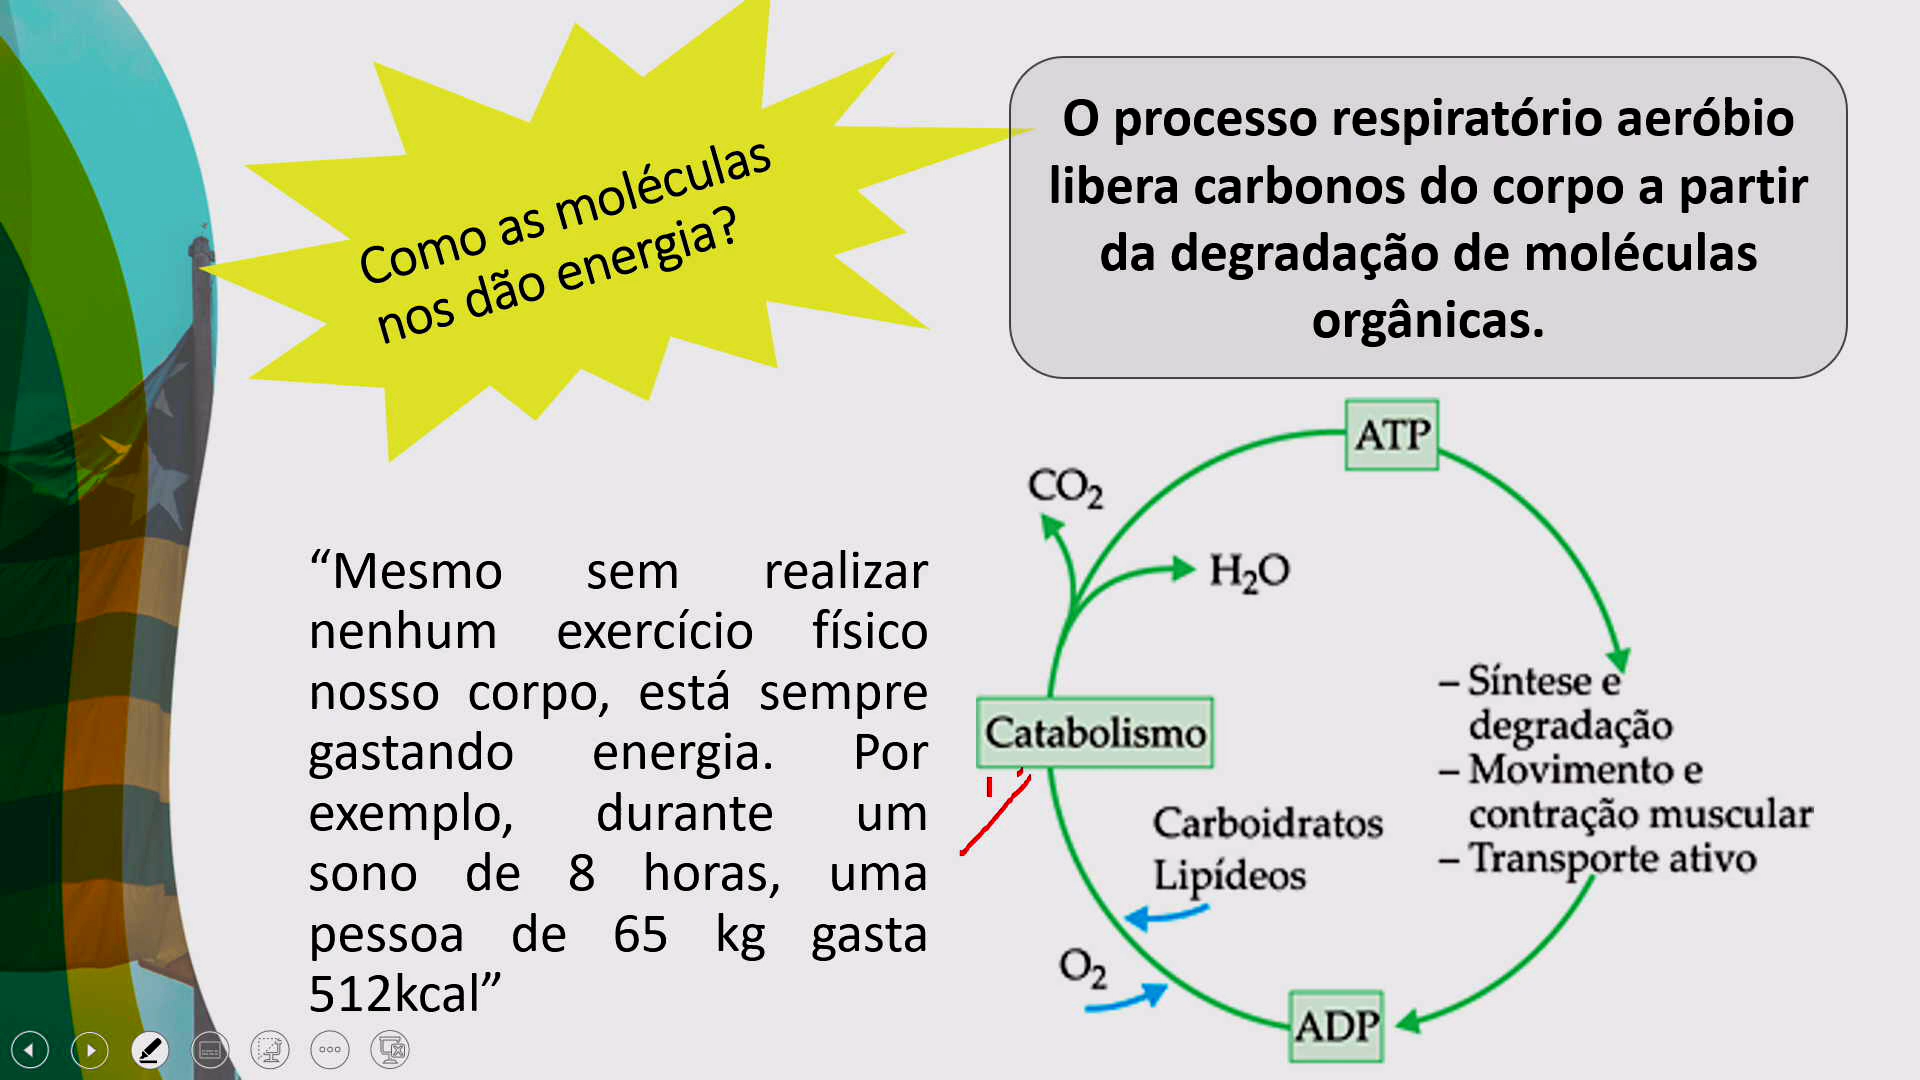 Como as moléculas
nos dão energia?
O processo respiratório aeróbio
libera carbonos do corpo a partir
da degradação de moléculas
orgânicas.
“Mesmo sem realizar
nenhum exercício físico
nosso corpo, está sempre
gastando energia. Por
exemplo, durante um
sono de 8 horas, uma
pessoa de 65 kg gasta
512kcal”
ATP
CO₂
H₂O
Catabolismo
– Síntese e
degradação
– Movimento e
contração muscular
– Transporte ativo
Carboidratos
Lipídeos
O₂
ADP